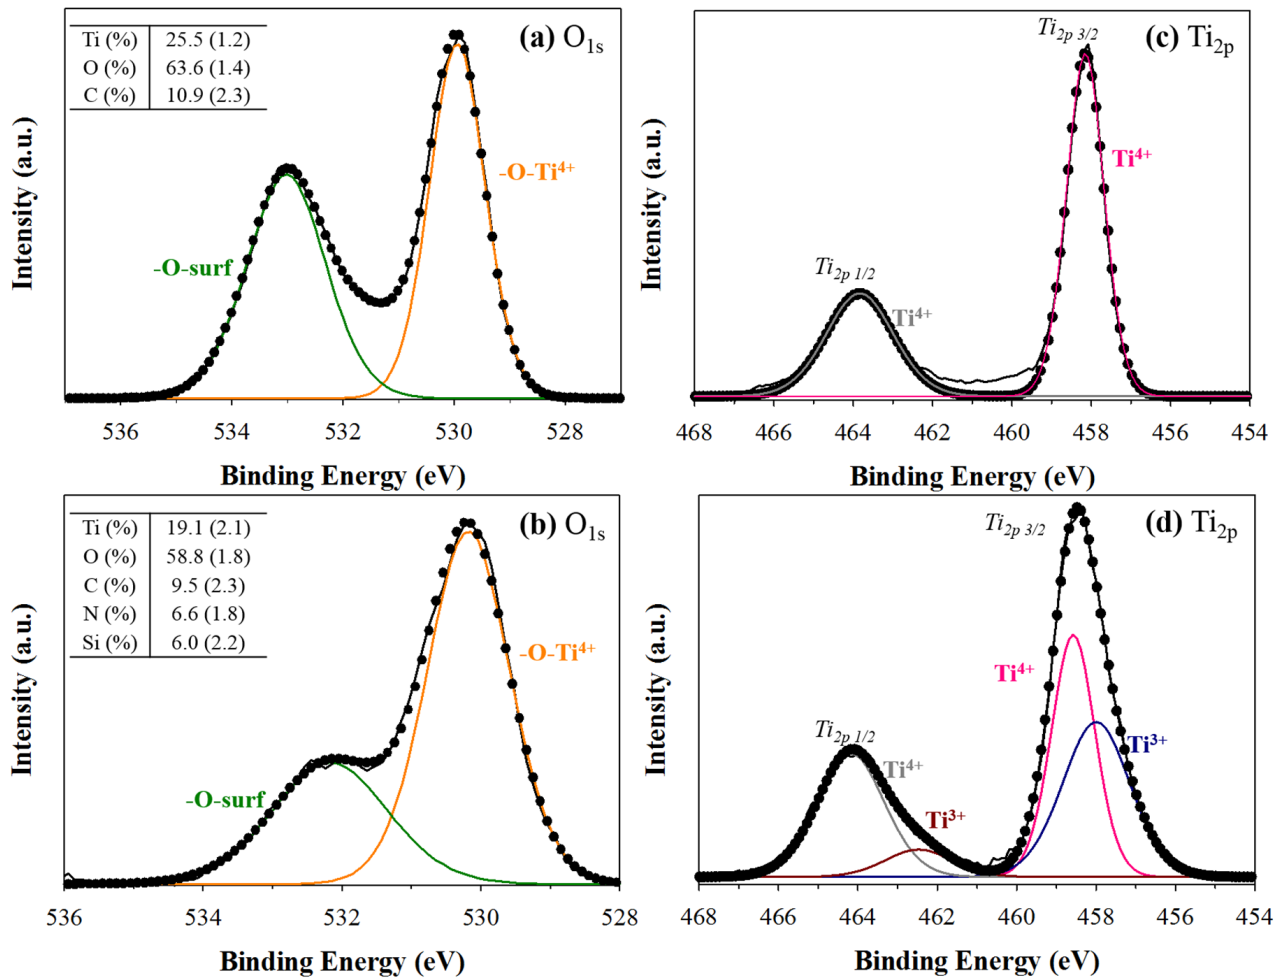 (a) O1s
Ti (%) 25.5 (1.2)
O (%) 63.6 (1.4)
C (%) 10.9 (2.3)
-O-Ti4+
-O-surf
Intensity (a.u.)
536 534 532 530 528
Binding Energy (eV)
(c) Ti2p
Ti2p 3/2
Ti4+
Ti2p 1/2
Ti4+
Intensity (a.u.)
468 466 464 462 460 458 456 454
Binding Energy (eV)
(b) O1s
Ti (%) 19.1 (2.1)
O (%) 58.8 (1.8)
C (%) 9.5 (2.3)
N (%) 6.6 (1.8)
Si (%) 6.0 (2.2)
-O-Ti4+
-O-surf
Intensity (a.u.)
536 534 532 530 528
Binding Energy (eV)
(d) Ti2p
Ti2p 3/2
Ti4+
Ti3+
Ti2p 1/2
Ti4+
Ti3+
Intensity (a.u.)
468 466 464 462 460 458 456 454
Binding Energy (eV)